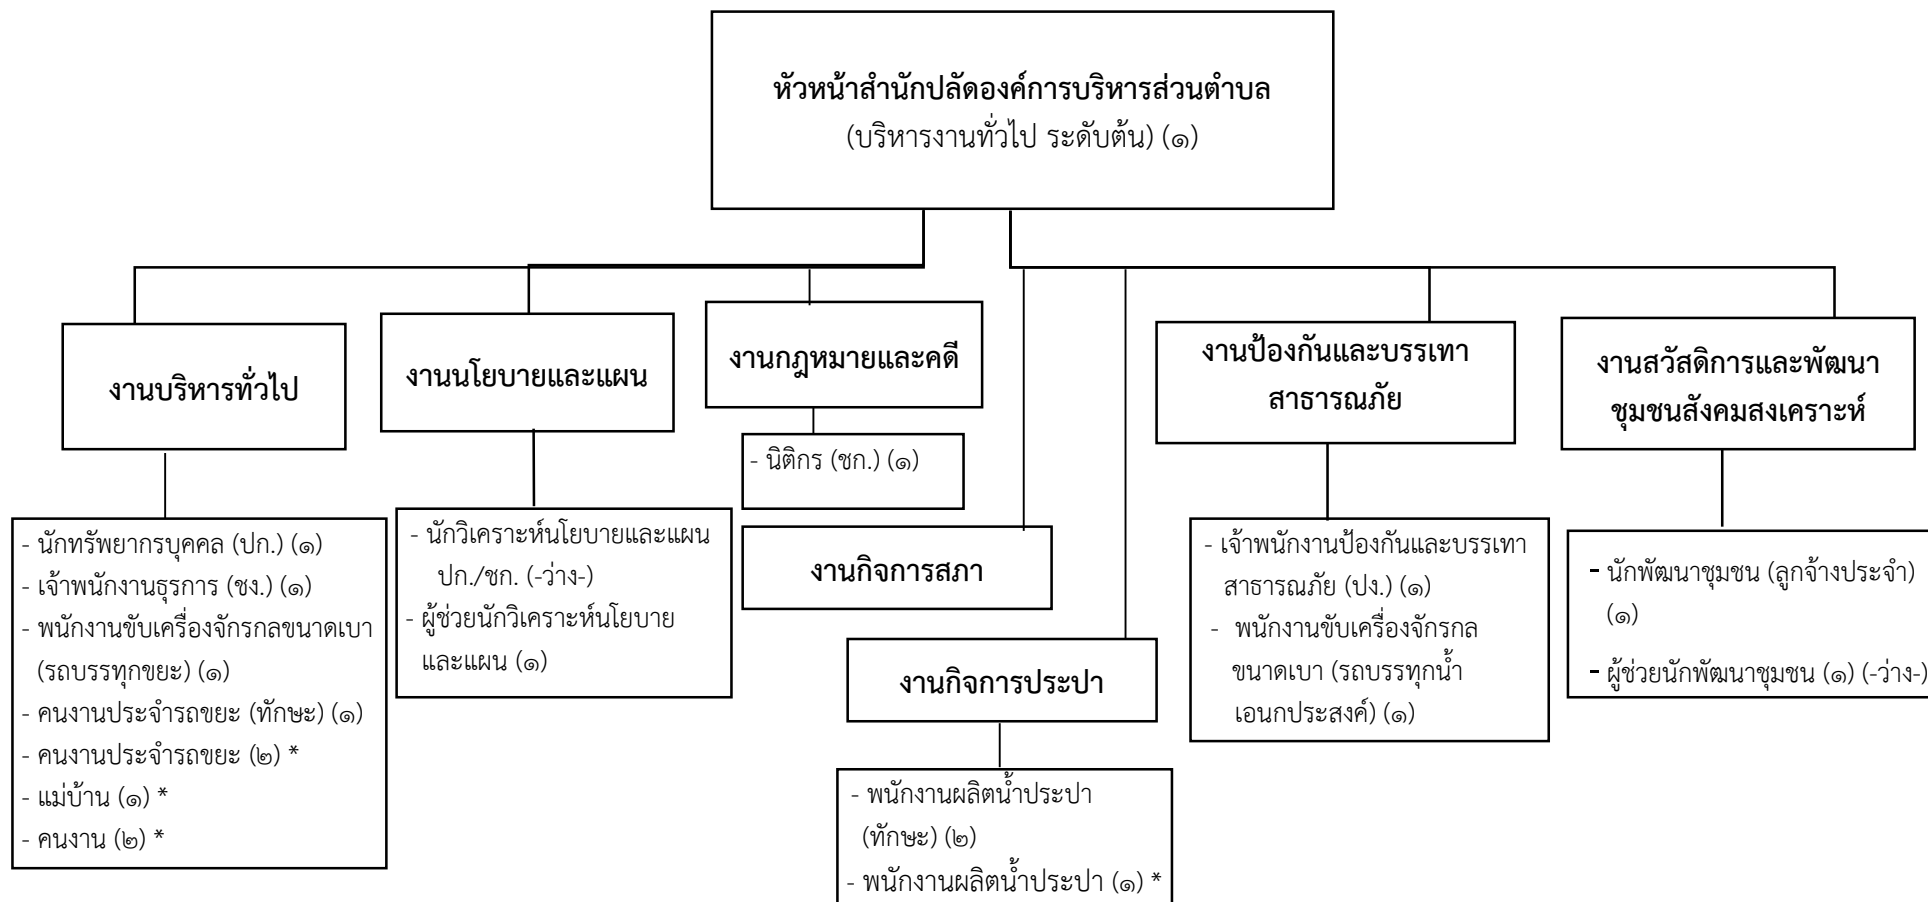 หัวหน้าสำนักปลัดองค์การบริหารส่วนตำบล
(บริหารงานทั่วไป ระดับต้น) (๑)
งานบริหารทั่วไป
- นักทรัพยากรบุคคล (ปก.) (๑)
- เจ้าพนักงานธุรการ (ชง.) (๑)
- พนักงานขับเครื่องจักรกลขนาดเบา
(รถบรรทุกขยะ) (๑)
- คนงานประจำรถขยะ (ทักษะ) (๑)
- คนงานประจำรถขยะ (๒) *
- แม่บ้าน (๑) *
- คนงาน (๒) *
งานนโยบายและแผน
- นักวิเคราะห์นโยบายและแผน
ปก./ชก. (-ว่าง-)
- ผู้ช่วยนักวิเคราะห์นโยบาย
และแผน (๑)
งานกฎหมายและคดี
- นิติกร (ชก.) (๑)
งานกิจการสภา
งานกิจการประปา
- พนักงานผลิตน้ำประปา
(ทักษะ) (๒)
- พนักงานผลิตน้ำประปา (๑) *
งานป้องกันและบรรเทา
สาธารณภัย
- เจ้าพนักงานป้องกันและบรรเทา
สาธารณภัย (ปง.) (๑)
- พนักงานขับเครื่องจักรกล
ขนาดเบา (รถบรรทุกน้ำ
เอนกประสงค์) (๑)
งานสวัสดิการและพัฒนา
ชุมชนสังคมสงเคราะห์
- นักพัฒนาชุมชน (ลูกจ้างประจำ)
(๑)
- ผู้ช่วยนักพัฒนาชุมชน (๑) (-ว่าง-)